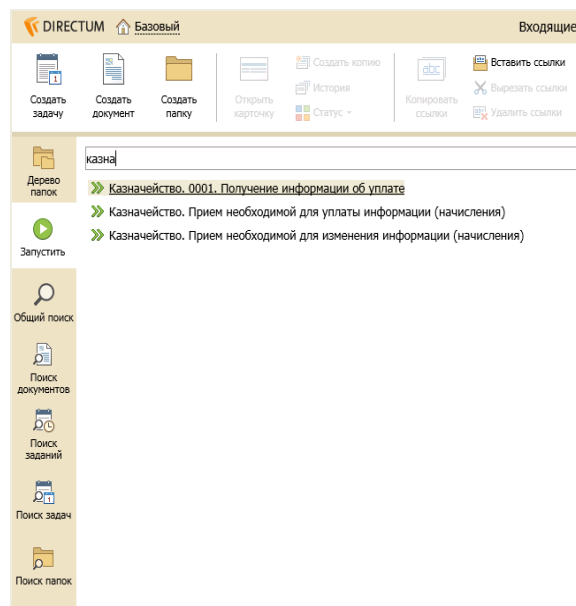 DIRECTUM Базовый Входящие
Создать задачу
Создать документ
Создать папку
Открыть карточку
Создать копию
История
Статус
abc
Копировать ссылки
Вставить ссылки
Вырезать ссылки
Удалить ссылки
Дерево папок
Запустить
Общий поиск
Поиск документов
Поиск заданий
Поиск задач
Поиск папок
казна
Казначейство. 0001. Получение информации об уплате
Казначейство. Прием необходимой для уплаты информации (начисления)
Казначейство. Прием необходимой для изменения информации (начисления)